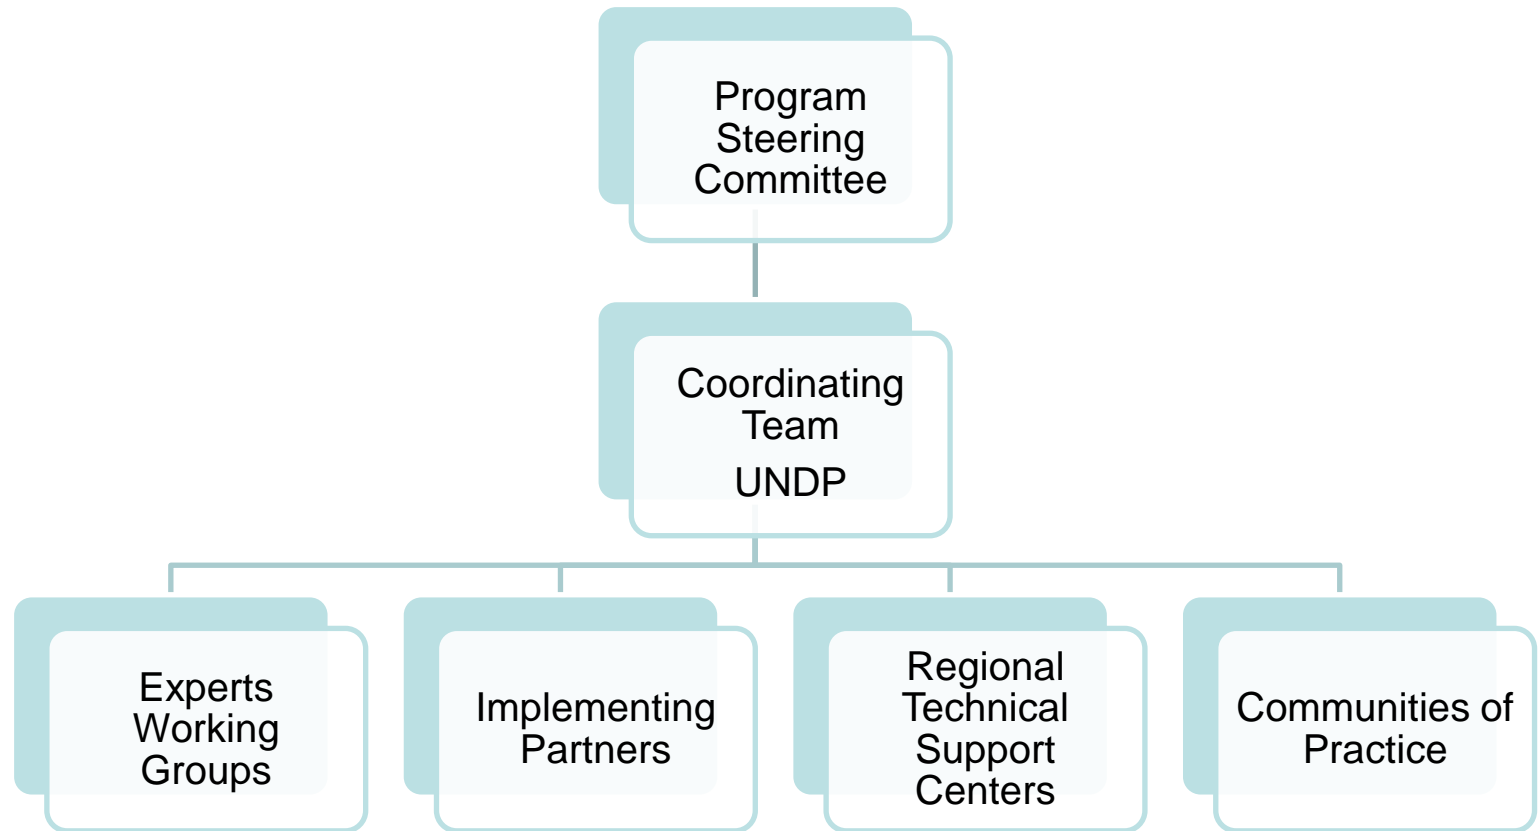 Program
Steering
Committee
Coordinating
Team
UNDP
Experts
Working
Groups
Implementing
Partners
Regional
Technical
Support
Centers
Communities of
Practice